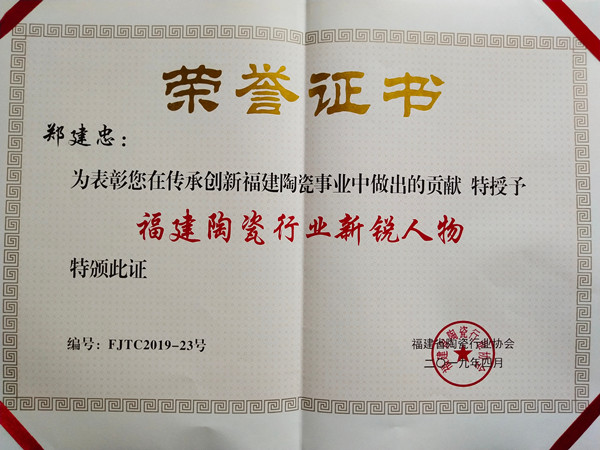 荣誉证书
郑建忠：
为表彰您在传承创新福建陶瓷事业中做出的贡献 特授予
福建陶瓷行业新锐人物
特颁此证
编号：FJTC2019-23号
福建省陶瓷行业协会
二〇一九年四月